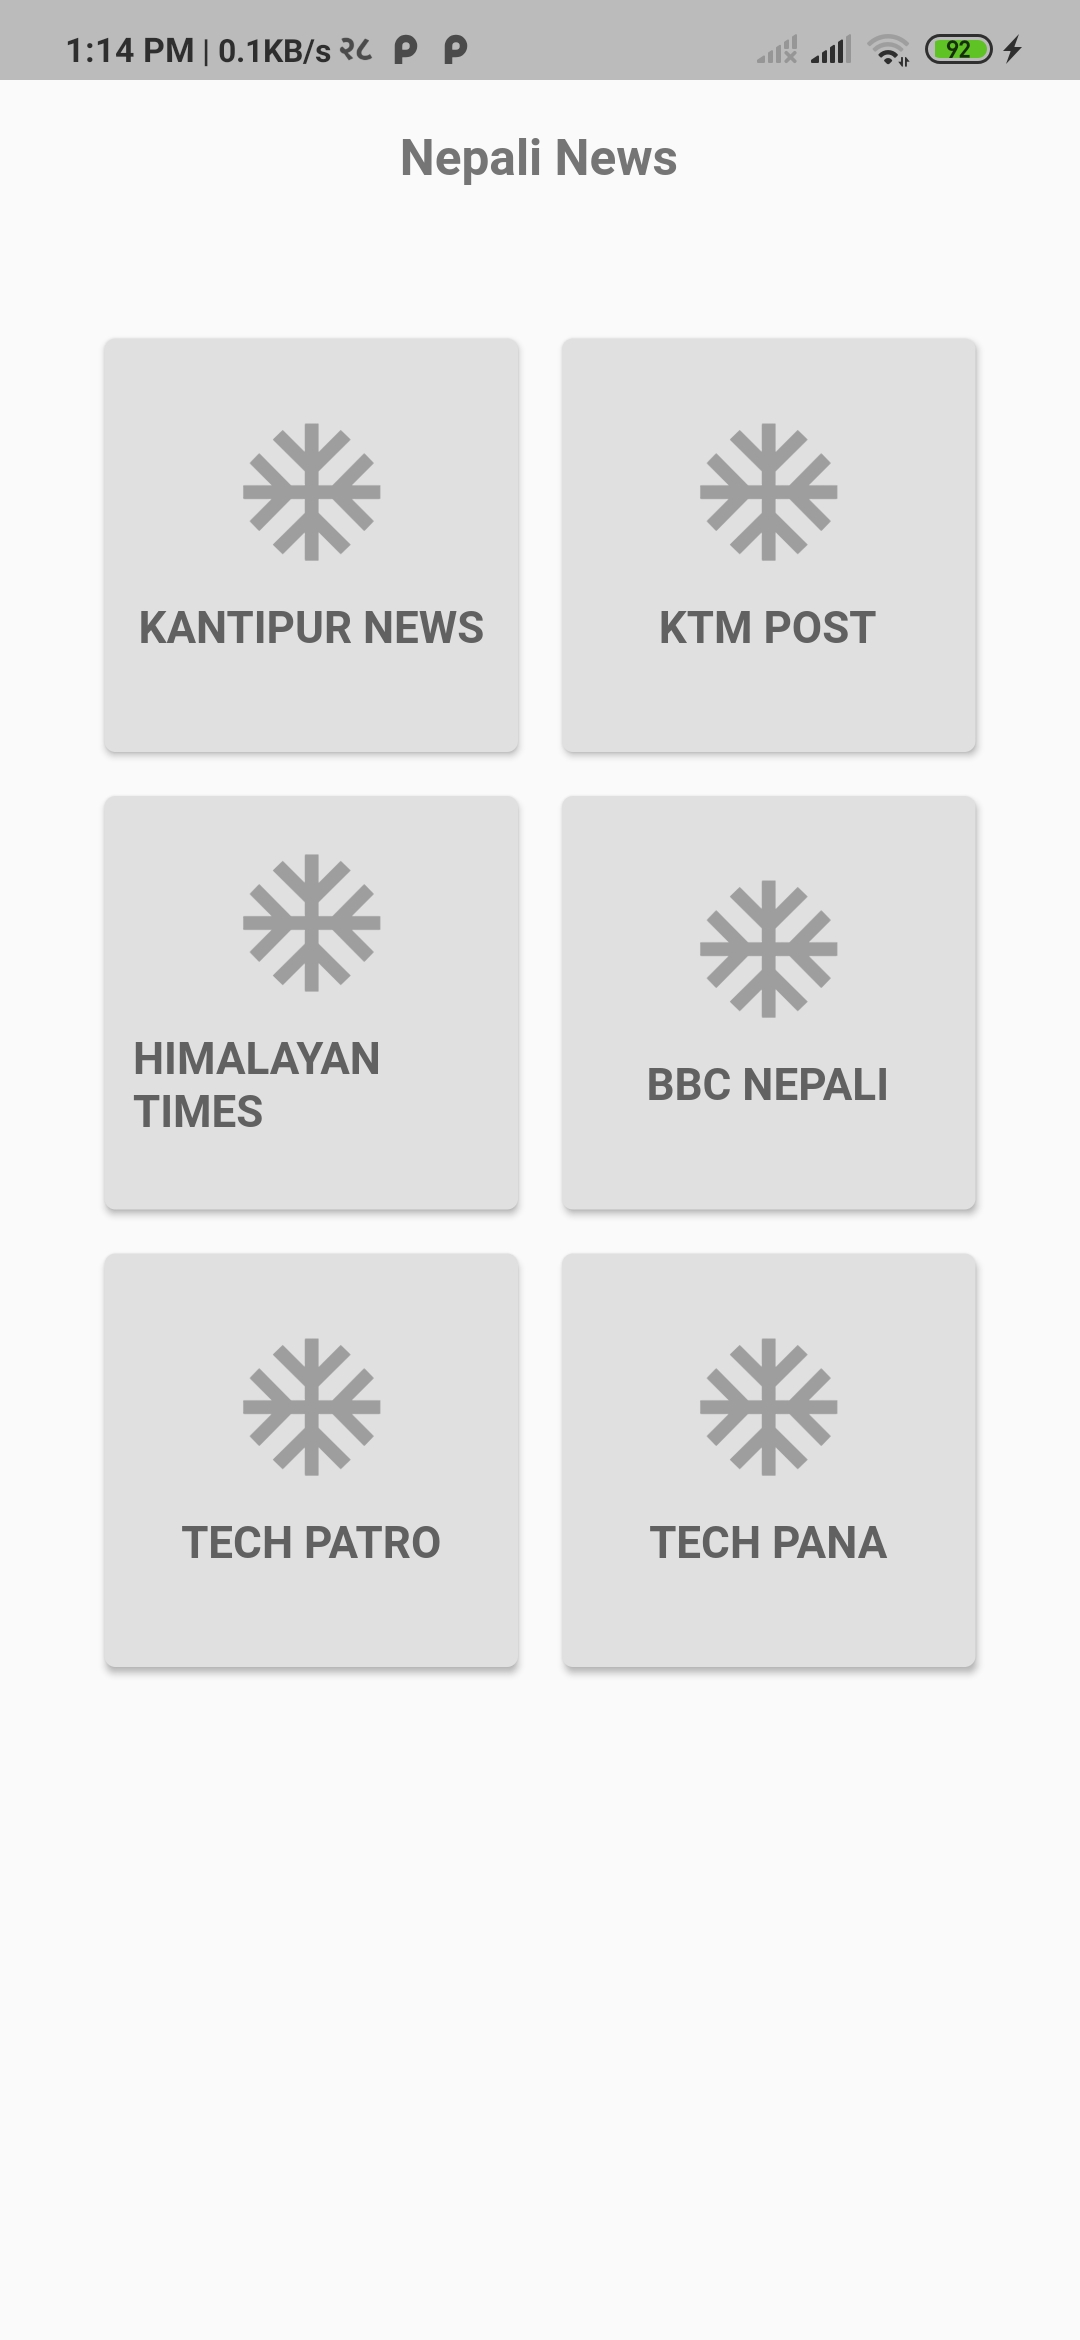 1:14 PM | 0.1KB/s
92
Nepali News
KANTIPUR NEWS
KTM POST
HIMALAYAN
TIMES
BBC NEPALI
TECH PATRO
TECH PANA